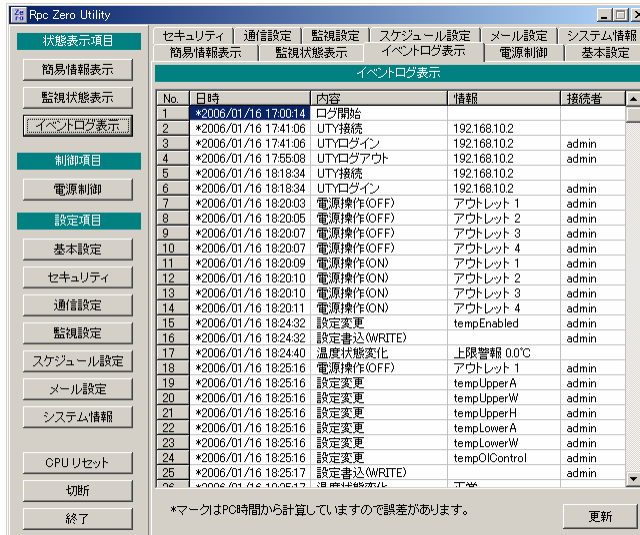 Rpc Zero Utility
状態表示項目
簡易情報表示
監視状態表示
イベントログ表示
制御項目
電源制御
設定項目
基本設定
セキュリティ
通信設定
監視設定
スケジュール設定
メール設定
システム情報
CPU リセット
切断
終了
セキュリティ 通信設定 監視設定 スケジュール設定 メール設定 システム情報
簡易情報表示 監視状態表示 イベントログ表示 電源制御 基本設定
イベントログ表示
No. 日時 内容 情報 接続者
1 *2006/01/16 17:00:14 ログ開始
2 *2006/01/16 17:41:06 UTY接続 192.168.10.2
3 *2006/01/16 17:41:06 UTYログイン 192.168.10.2 admin
4 *2006/01/16 17:55:08 UTYログアウト 192.168.10.2 admin
5 *2006/01/16 18:18:34 UTY接続 192.168.10.2
6 *2006/01/16 18:18:34 UTYログイン 192.168.10.2 admin
7 *2006/01/16 18:20:03 電源操作(OFF) アウトレット 1 admin
8 *2006/01/16 18:20:05 電源操作(OFF) アウトレット 2 admin
9 *2006/01/16 18:20:07 電源操作(OFF) アウトレット 3 admin
10 *2006/01/16 18:20:07 電源操作(OFF) アウトレット 4 admin
11 *2006/01/16 18:20:09 電源操作(ON) アウトレット 1 admin
12 *2006/01/16 18:20:10 電源操作(ON) アウトレット 2 admin
13 *2006/01/16 18:20:10 電源操作(ON) アウトレット 3 admin
14 *2006/01/16 18:20:11 電源操作(ON) アウトレット 4 admin
15 *2006/01/16 18:24:32 設定変更 tempEnabled admin
16 *2006/01/16 18:24:32 設定書込(WRITE) admin
17 *2006/01/16 18:24:40 温度状態変化 上限警報 0.0℃
18 *2006/01/16 18:25:16 電源操作(OFF) アウトレット 1 admin
19 *2006/01/16 18:25:16 設定変更 tempUpperA admin
20 *2006/01/16 18:25:16 設定変更 tempUpperW admin
21 *2006/01/16 18:25:16 設定変更 tempUpperH admin
22 *2006/01/16 18:25:16 設定変更 tempLowerA admin
23 *2006/01/16 18:25:16 設定変更 tempLowerW admin
24 *2006/01/16 18:25:16 設定変更 tempOlControl admin
25 *2006/01/16 18:25:17 設定書込(WRITE) admin
26 *2006/01/16 18:25:17 温度状態変化 正常
*マークはPC時間から計算していますので誤差があります。
更新